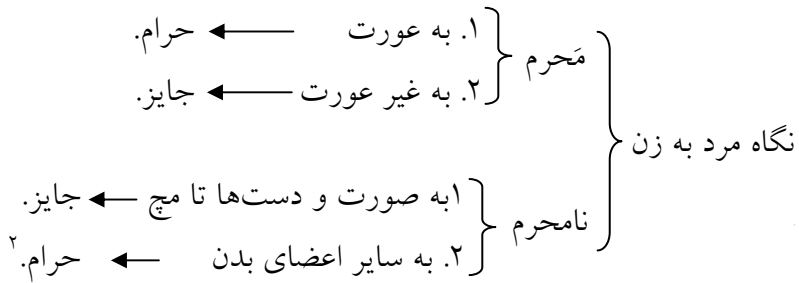 نگاه مرد به زن
مَحرم
۱. به عورت ← حرام.
۲. به غیر عورت ← جایز.
نامحرم
۱به صورت و دست‌ها تا مچ ← جایز.
۲. به سایر اعضای بدن ← حرام.۲